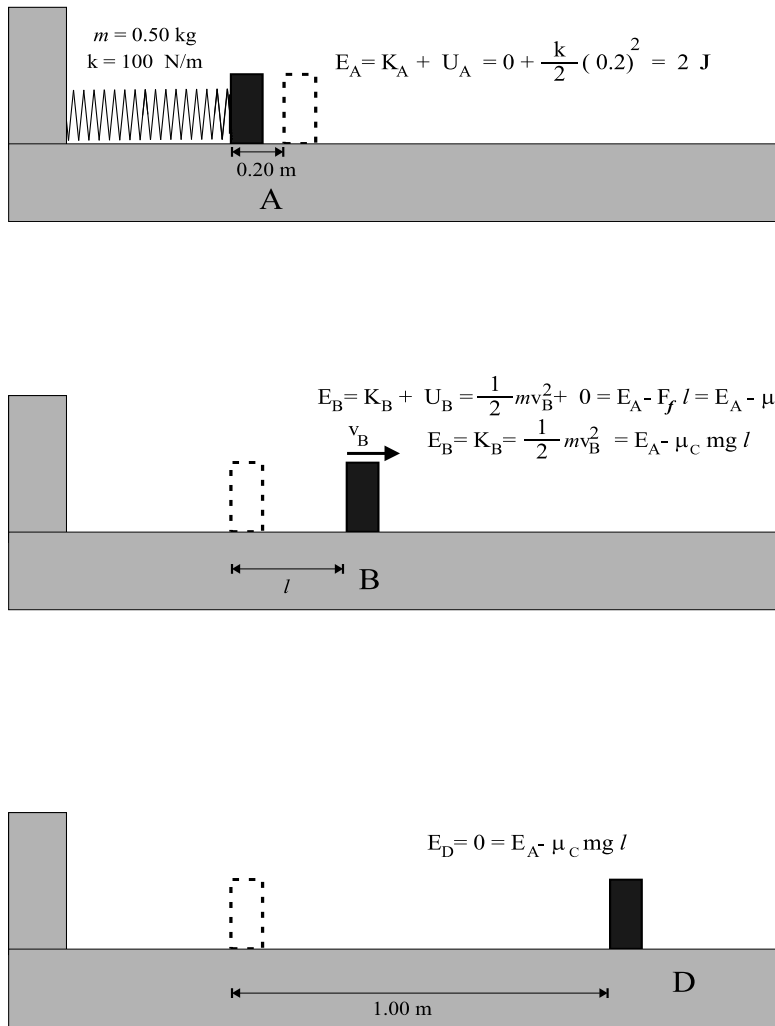 m = 0.50 kg
k = 100 N/m
E_A = K_A + U_A = 0 + k/2 ( 0.2)^2 = 2 J
0.20 m
A
E_B = K_B + U_B = 1/2 mv_B^2 + 0 = E_A - F_f l = E_A - μ
v_B
E_B = K_B = 1/2 mv_B^2 = E_A - μ_C mg l
l
B
E_D = 0 = E_A - μ_C mg l
D
1.00 m